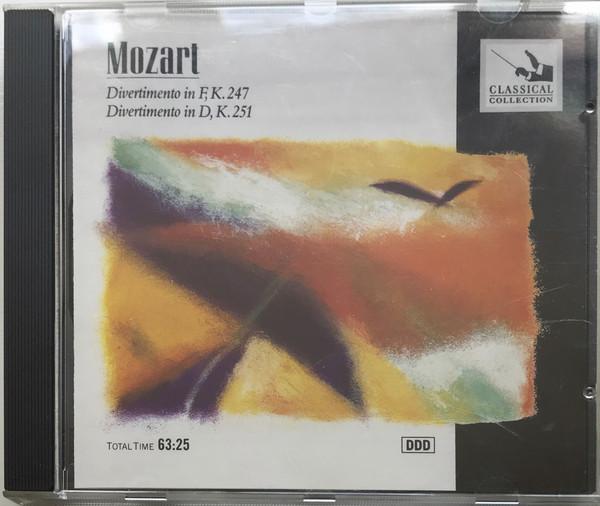 Mozart
Divertimento in F, K. 247
Divertimento in D, K. 251
CLASSICAL
COLLECTION
TOTAL TIME 63:25
DDD